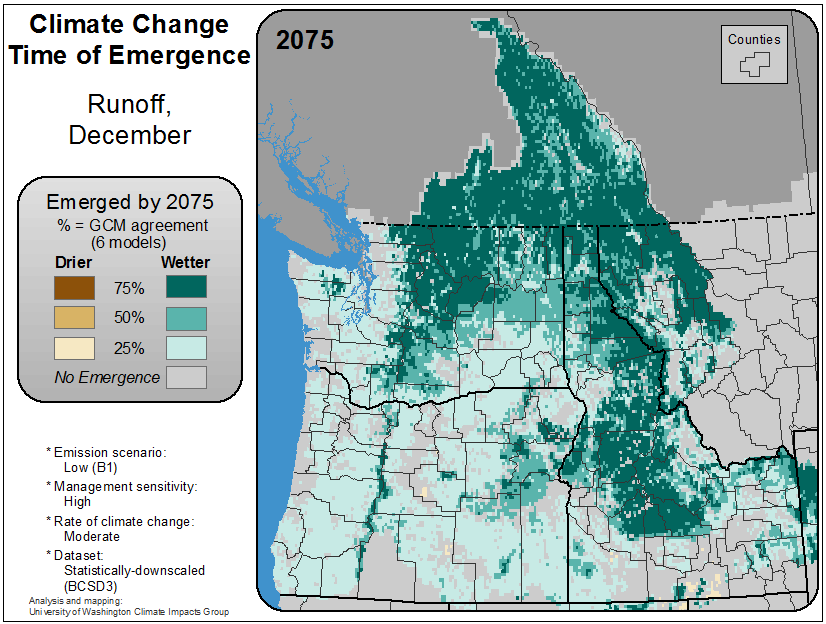 Climate Change
Time of Emergence
Runoff,
December
2075
Counties
Emerged by 2075
% = GCM agreement
(6 models)
Drier Wetter
75%
50%
25%
No Emergence
* Emission scenario:
Low (B1)
* Management sensitivity:
High
* Rate of climate change:
Moderate
* Dataset:
Statistically-downscaled
(BCSD3)
Analysis and mapping:
University of Washington Climate Impacts Group